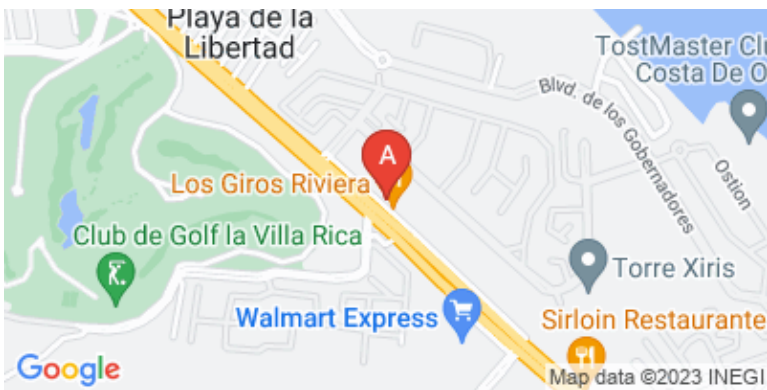 Playa de la
Libertad
TostMaster Clu
Costa De O
Blvd. de los Gobernadores
Ostion
A
Los Giros Riviera
Club de Golf la Villa Rica
Torre Xiris
Walmart Express
Sirloin Restaurante
Google
Map data ©2023 INEGI